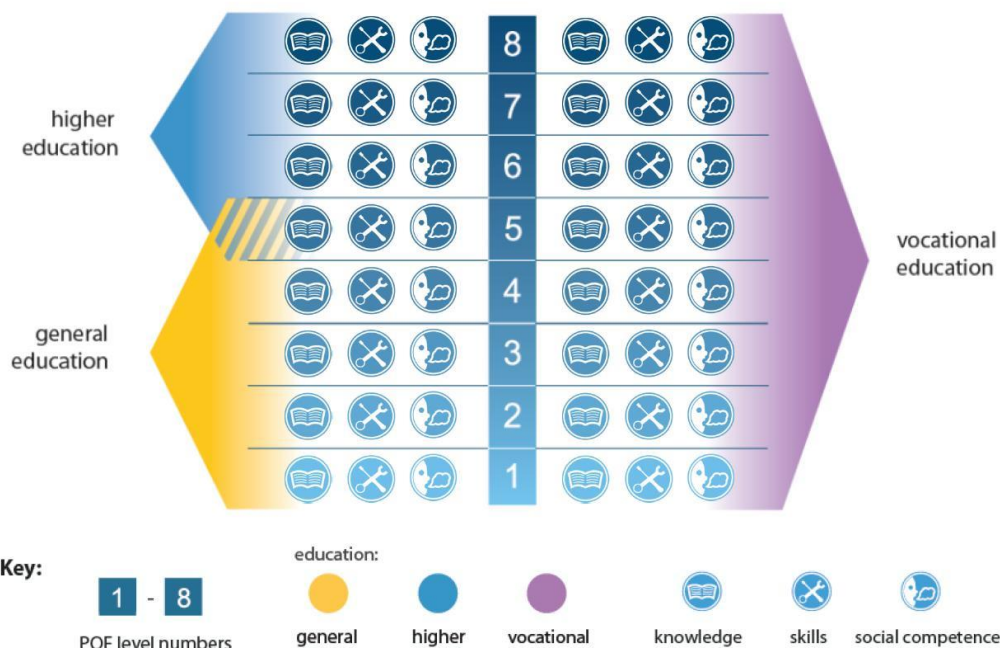 higher
education
general
education
8
7
6
5
4
3
2
1
vocational
education
Key:
1 - 8
PQF level numbers
education:
general
higher
vocational
knowledge
skills
social competence